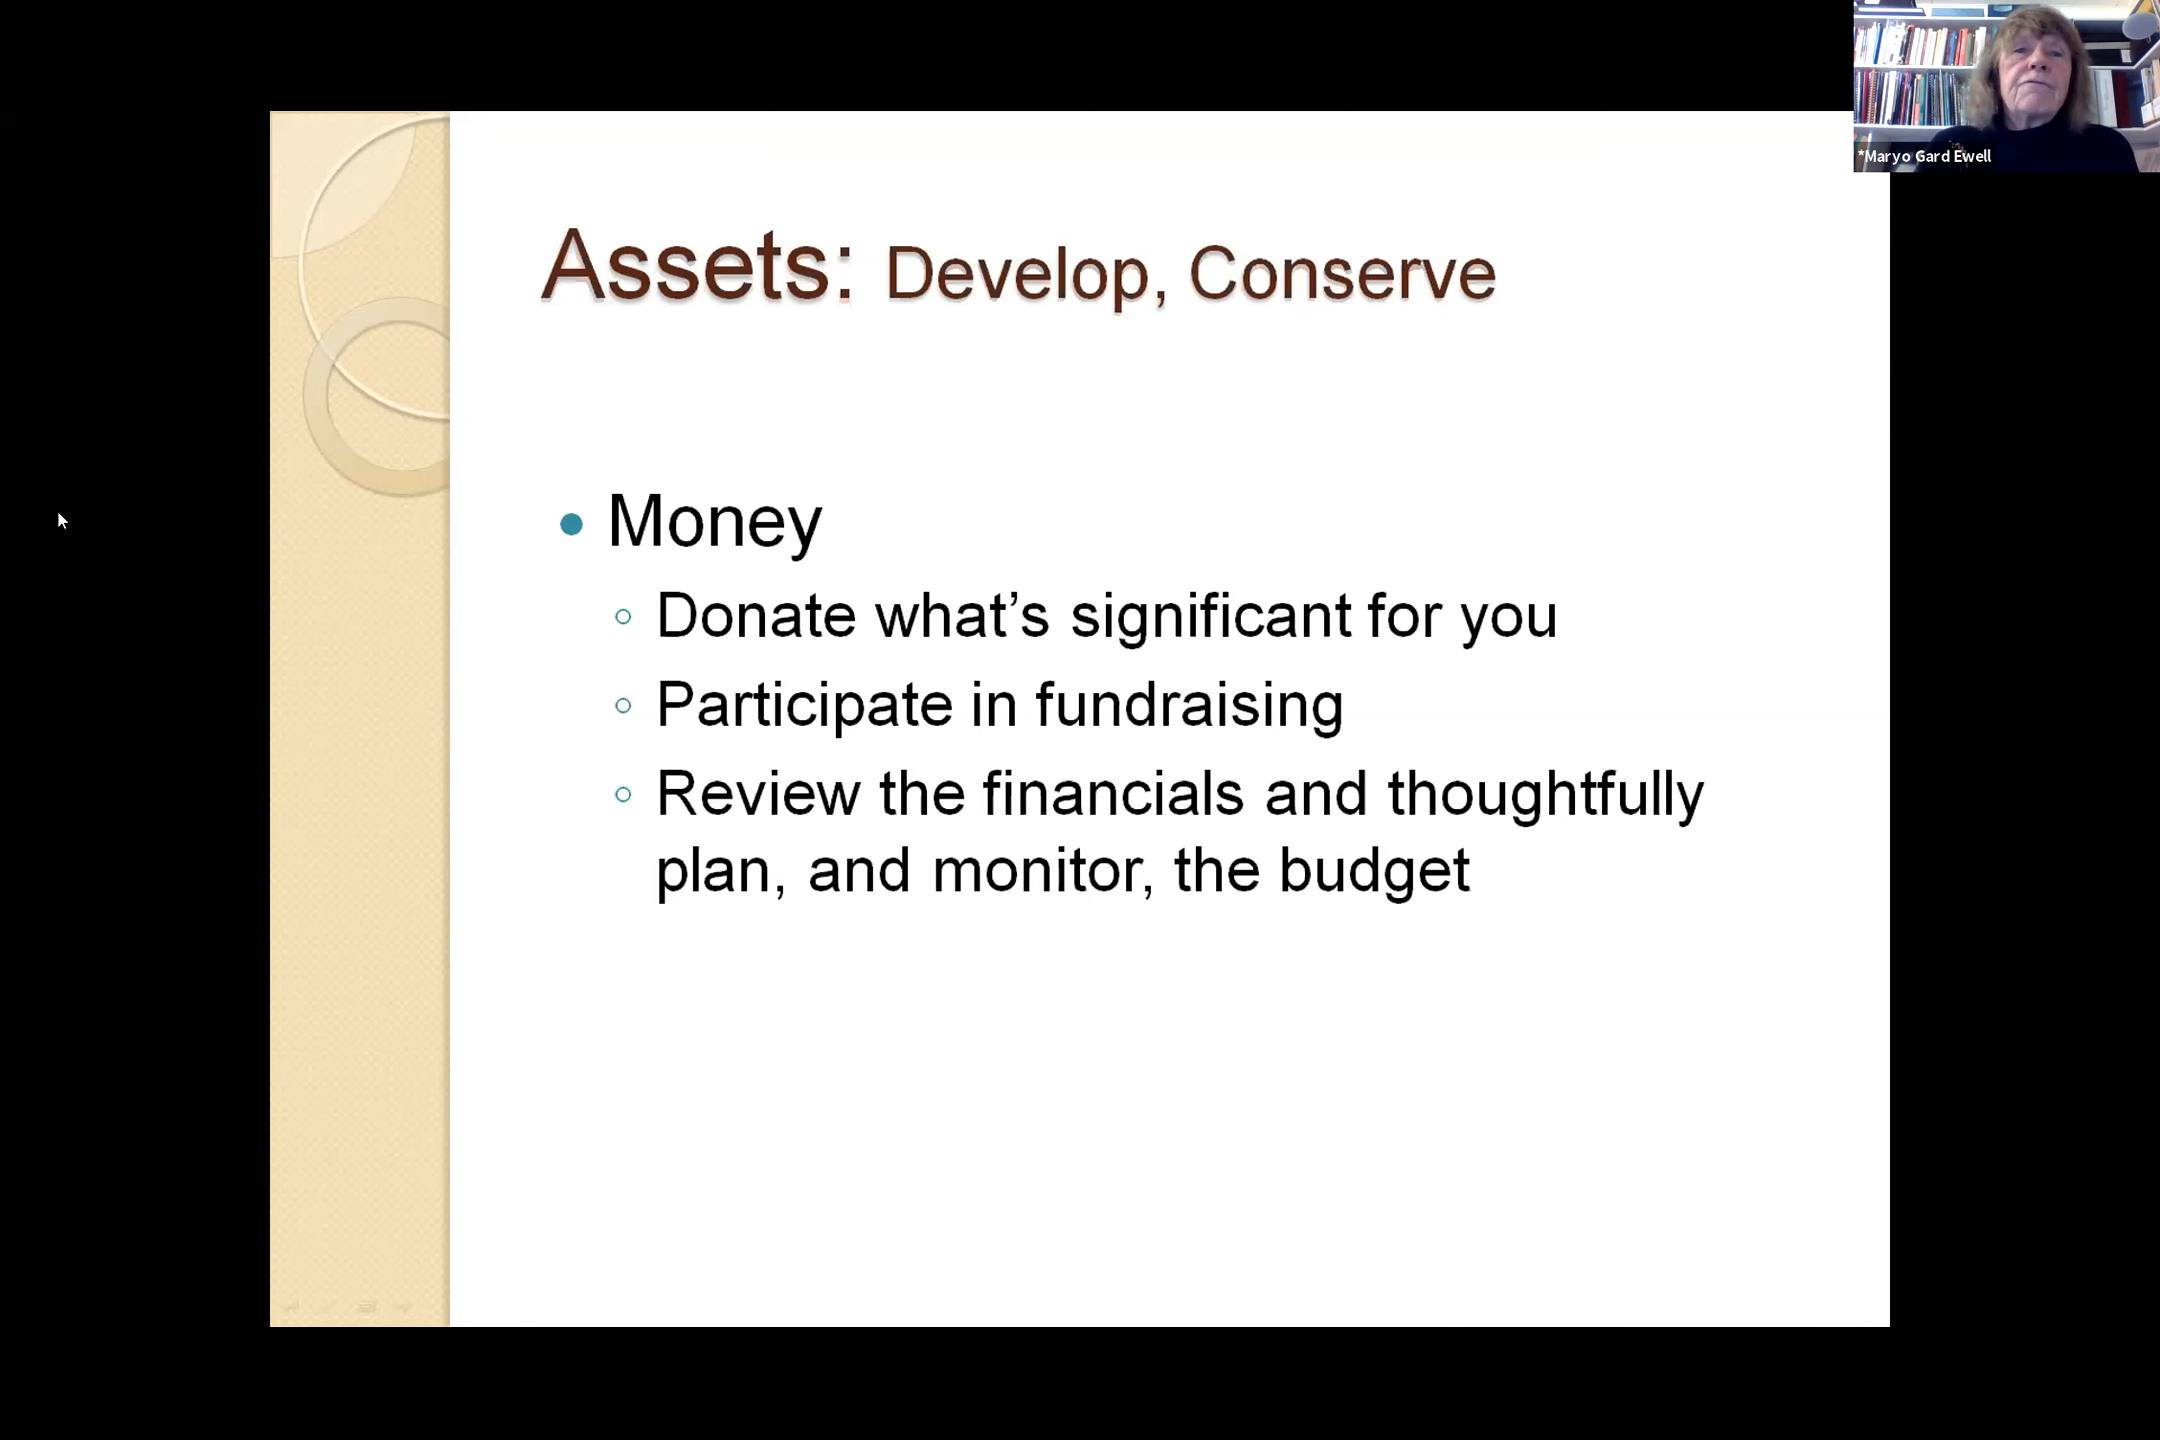 *Maryo Gard Ewell
Assets: Develop, Conserve
Money
Donate what’s significant for you
Participate in fundraising
Review the financials and thoughtfully
plan, and monitor, the budget